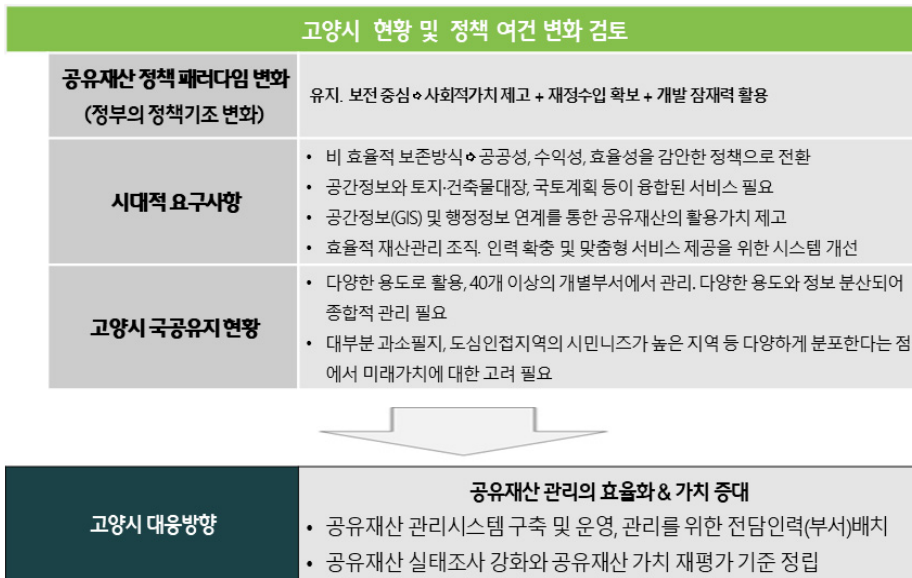 고양시 현황 및 정책 여건 변화 검토
공유재산 정책 패러다임 변화
(정부의 정책기조 변화)
유지. 보전 중심 ⇨ 사회적가치 제고 + 재정수입 확보 + 개발 잠재력 활용
시대적 요구사항
• 비 효율적 보존방식 ⇨ 공공성, 수익성, 효율성을 감안한 정책으로 전환
• 공간정보와 토지·건축물대장, 국토계획 등이 융합된 서비스 필요
• 공간정보(GIS) 및 행정정보 연계를 통한 공유재산의 활용가치 제고
• 효율적 재산관리 조직. 인력 확충 및 맞춤형 서비스 제공을 위한 시스템 개선
고양시 국공유지 현황
• 다양한 용도로 활용, 40개 이상의 개별부서에서 관리. 다양한 용도와 정보 분산되어
종합적 관리 필요
• 대부분 과소필지, 도심인접지역의 시민니즈가 높은 지역 등 다양하게 분포한다는 점
에서 미래가치에 대한 고려 필요
고양시 대응방향
공유재산 관리의 효율화 & 가치 증대
• 공유재산 관리시스템 구축 및 운영, 관리를 위한 전담인력(부서)배치
• 공유재산 실태조사 강화와 공유재산 가치 재평가 기준 정립